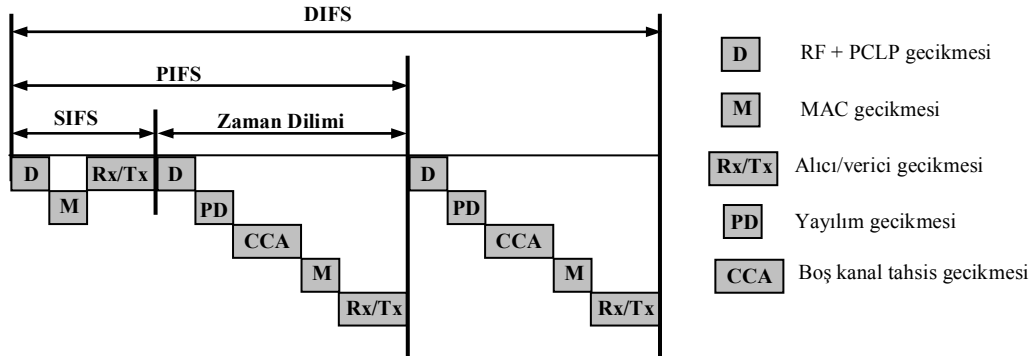 DIFS
PIFS
SIFS
Zaman Dilimi
D
M
Rx/Tx
D
PD
CCA
M
Rx/Tx
D
PD
CCA
M
Rx/Tx
D RF + PCLP gecikmesi
M MAC gecikmesi
Rx/Tx Alıcı/verici gecikmesi
PD Yayılım gecikmesi
CCA Boş kanal tahsis gecikmesi